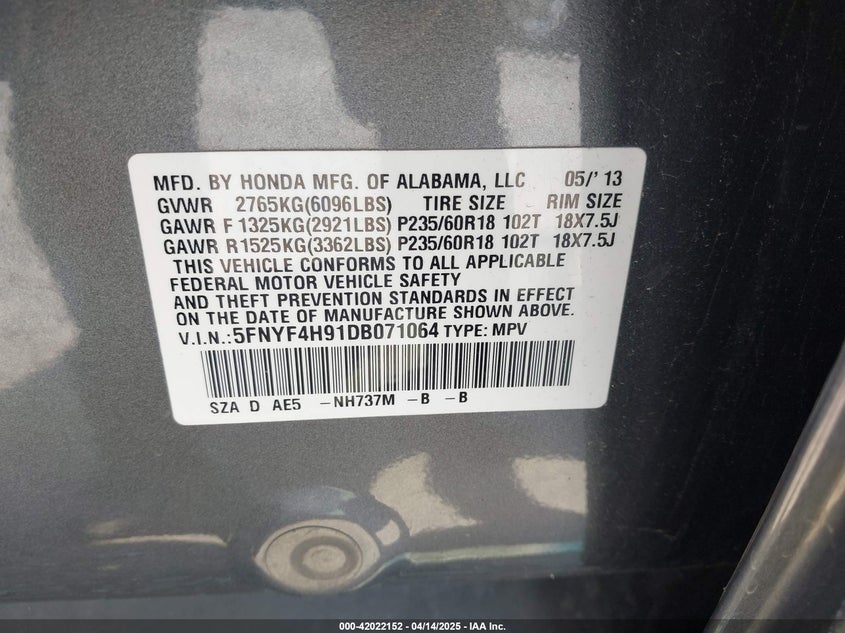 MFD. BY HONDA MFG. OF ALABAMA, LLC 05/'13
GVWR 2765KG(6096LBS) TIRE SIZE RIM SIZE
GAWR F 1325KG(2921LBS) P235/60R18 102T 18X7.5J
GAWR R1525KG(3362LBS) P235/60R18 102T 18X7.5J
THIS VEHICLE CONFORMS TO ALL APPLICABLE
FEDERAL MOTOR VEHICLE SAFETY
AND THEFT PREVENTION STANDARDS IN EFFECT
ON THE DATE OF MANUFACTURE SHOWN ABOVE.
V.I.N.:5FNYF4H91DB071064 TYPE: MPV
SZA D AE5 -NH737M -B -B
000-42022152 | 04/14/2025 - IAA Inc.